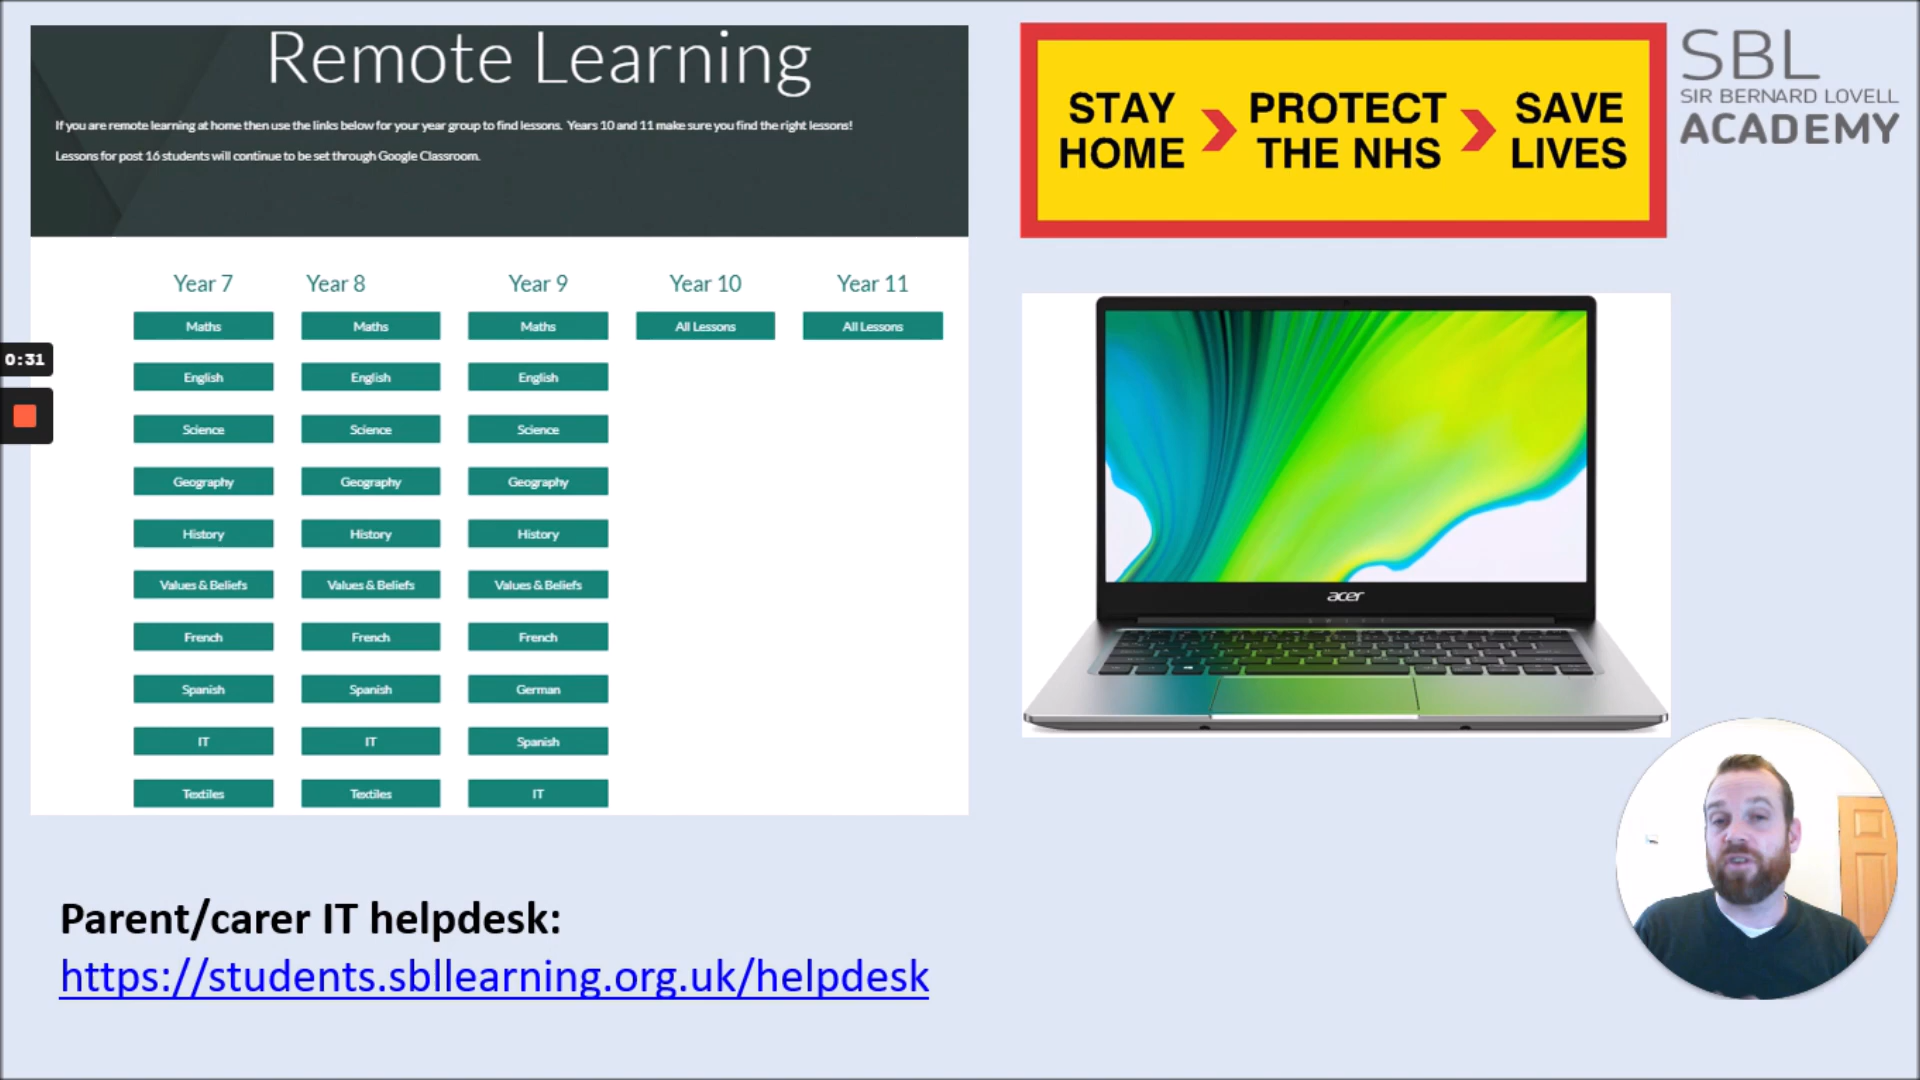 Remote Learning
If you are remote learning at home then use the links below for your year group to find lessons. Years 10 and 11 make sure you find the right lessons!
Lessons for post 16 students will continue to be set through Google Classroom.
Year 7 Year 8 Year 9 Year 10 Year 11
Maths Maths Maths All Lessons All Lessons
English English English
Science Science Science
Geography Geography Geography
History History History
Values & Beliefs Values & Beliefs Values & Beliefs
French French French
Spanish Spanish German
IT IT Spanish
Textiles Textiles IT
0:31
STAY HOME PROTECT THE NHS SAVE LIVES
SBL
SIR BERNARD LOVELL
ACADEMY
acer
Parent/carer IT helpdesk:
https://students.sbllearning.org.uk/helpdesk